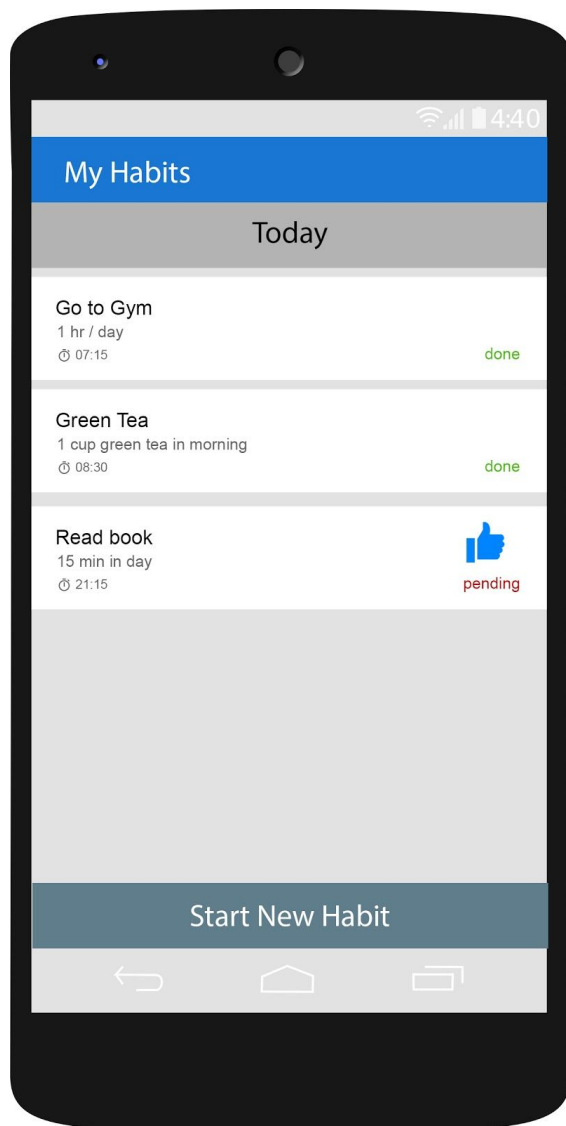 4:40
My Habits
Today
Go to Gym
1 hr / day
07:15
done
Green Tea
1 cup green tea in morning
08:30
done
Read book
15 min in day
21:15
pending
Start New Habit